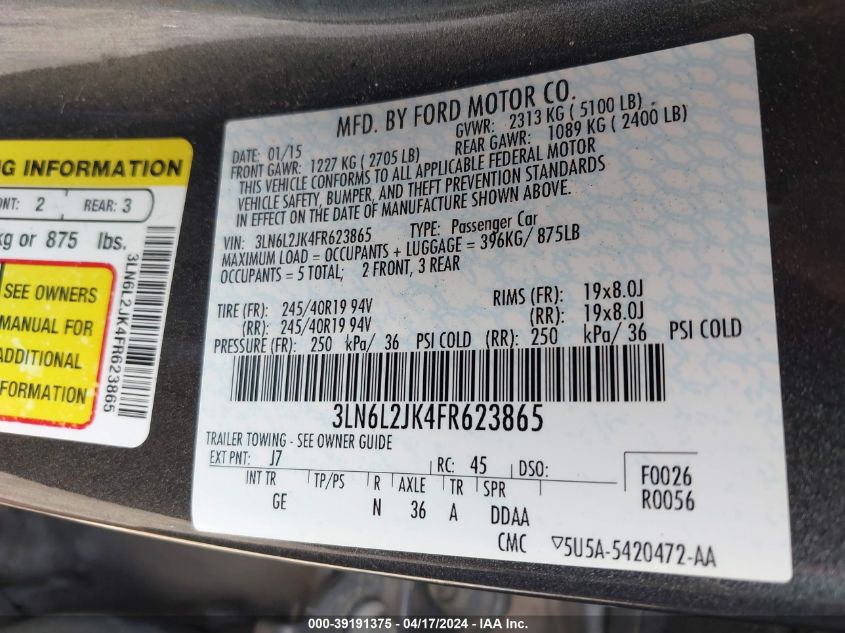 NG INFORMATION
NT: 2 REAR: 3
kg or 875 lbs.
SEE OWNERS
MANUAL FOR
ADDITIONAL
FORMATION
3LN6L2JK4FR623865
MFD. BY FORD MOTOR CO.
DATE: 01/15 GVWR: 2313 KG ( 5100 LB)
FRONT GAWR: 1227 KG ( 2705 LB) REAR GAWR: 1089 KG ( 2400 LB)
THIS VEHICLE CONFORMS TO ALL APPLICABLE FEDERAL MOTOR
VEHICLE SAFETY, BUMPER, AND THEFT PREVENTION STANDARDS
IN EFFECT ON THE DATE OF MANUFACTURE SHOWN ABOVE.
VIN: 3LN6L2JK4FR623865 TYPE: Passenger Car
MAXIMUM LOAD = OCCUPANTS + LUGGAGE = 396KG/ 875LB
OCCUPANTS = 5 TOTAL; 2 FRONT, 3 REAR
TIRE (FR): 245/40R19 94V RIMS (FR): 19x8.0J
(RR): 245/40R19 94V (RR): 19x8.0J
PRESSURE (FR): 250 kPa/ 36 PSI COLD (RR): 250 kPa/ 36 PSI COLD
3LN6L2JK4FR623865
TRAILER TOWING - SEE OWNER GUIDE
EXT PNT: J7 RC: 45 DSO: F0026
INT TR TP/PS R AXLE TR SPR R0056
GE N 36 A DDAA
CMC ▽5U5A-5420472-AA
000-39191375 - 04/17/2024 - IAA Inc.